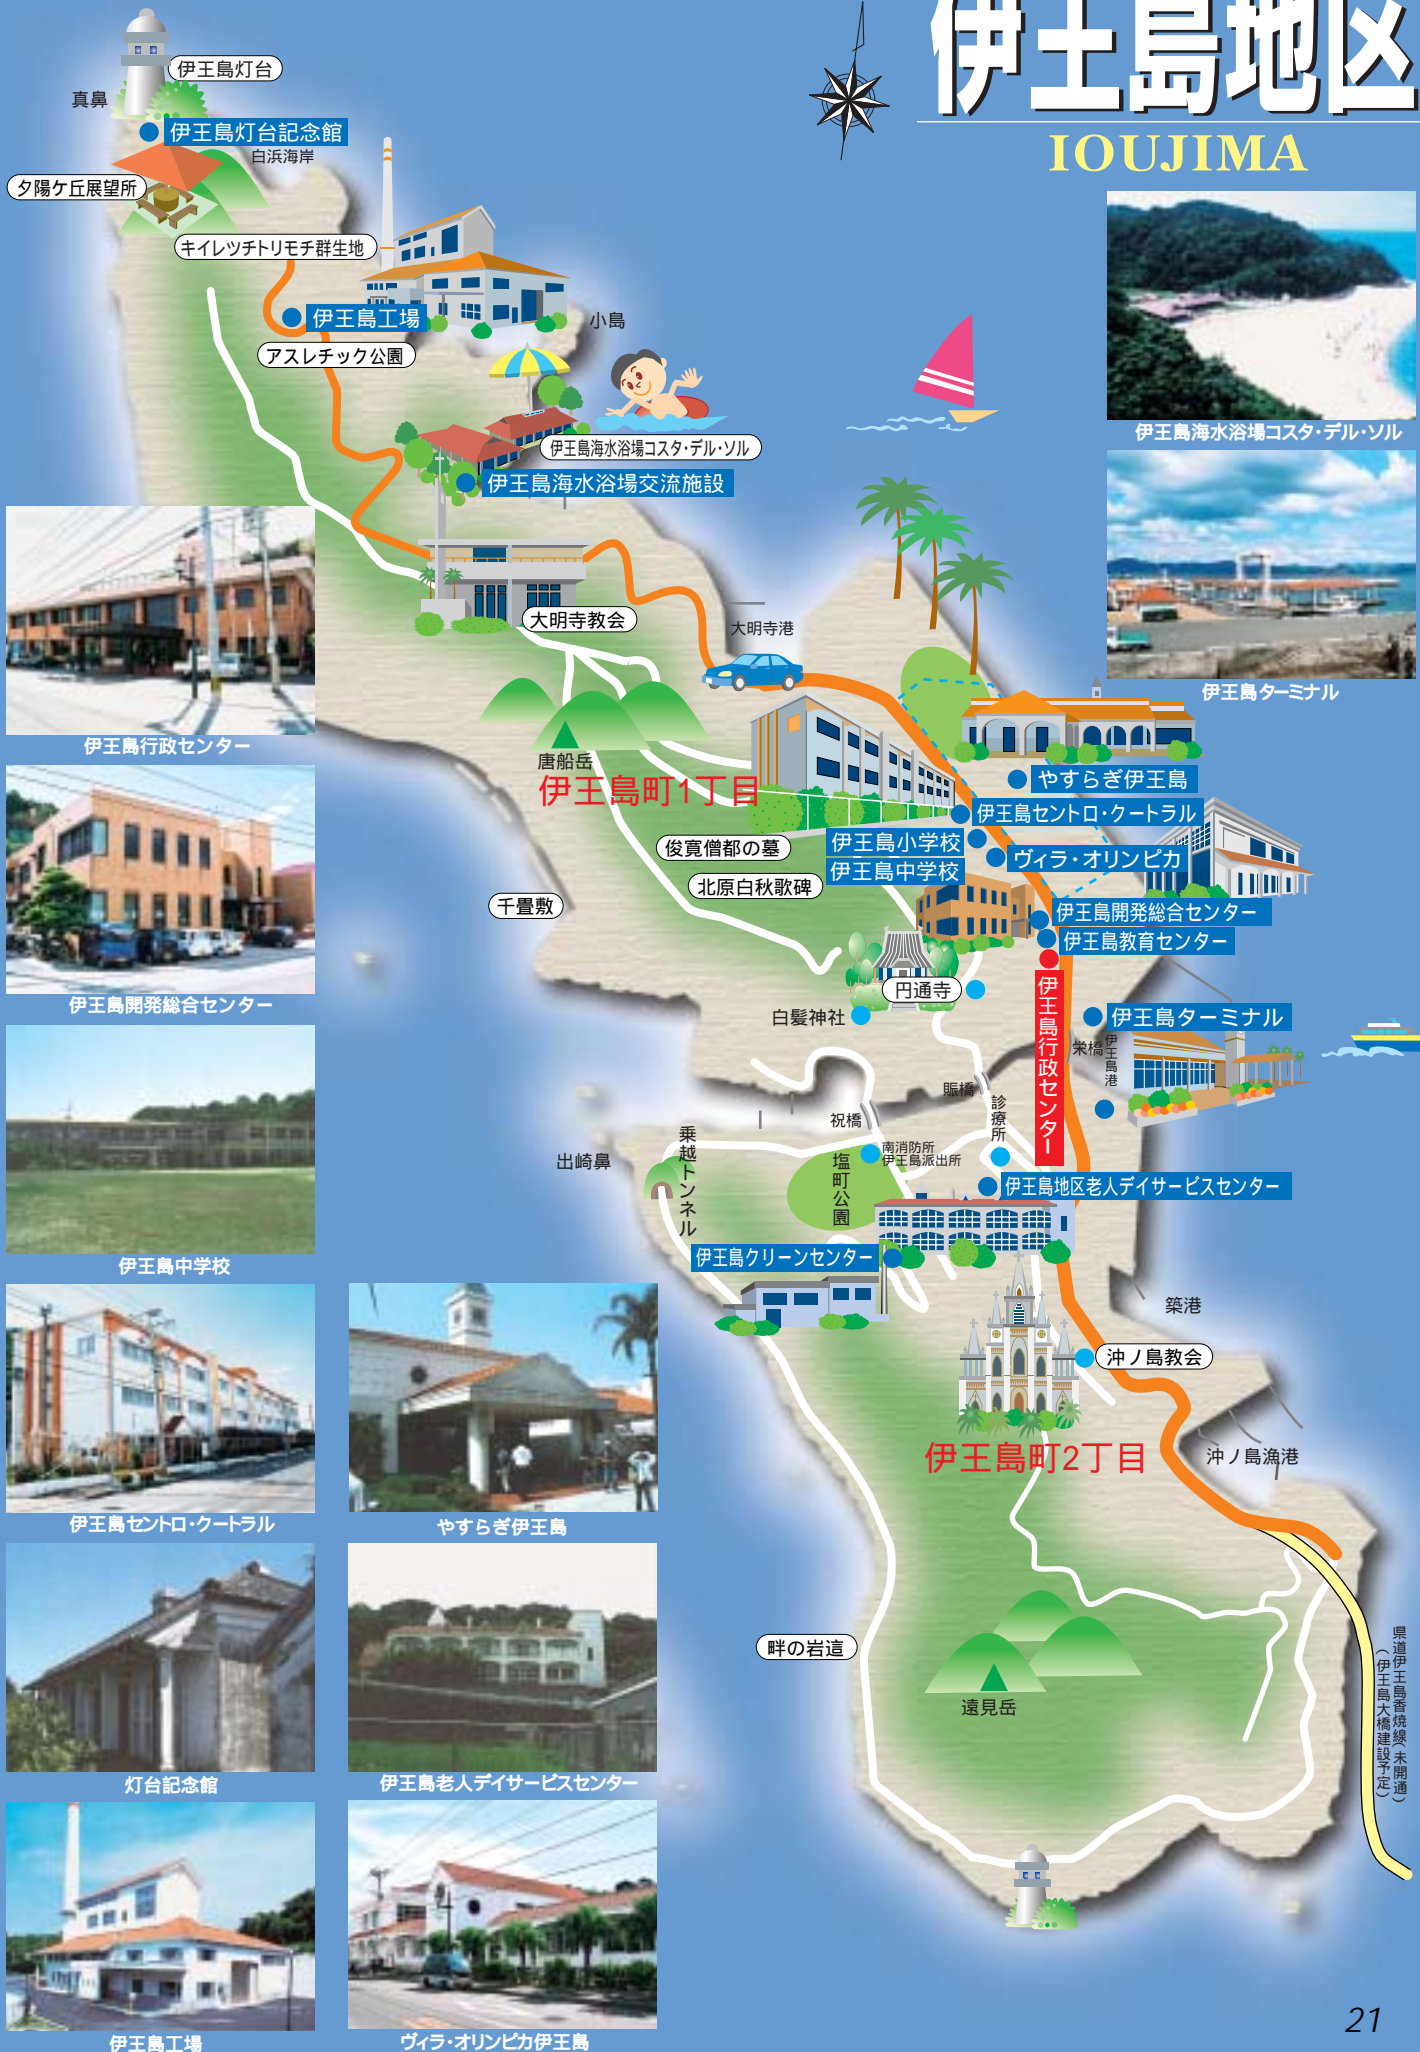 伊王島地区
IOUJIMA
伊王島灯台
真鼻
伊王島灯台記念館
白浜海岸
夕陽ケ丘展望所
キイレツチトリモチ群生地
伊王島工場
小島
アスレチック公園
伊王島海水浴場コスタ・デル・ソル
伊王島海水浴場交流施設
伊王島海水浴場コスタ・デル・ソル
伊王島ターミナル
大明寺教会
大明寺港
唐船岳
伊王島町1丁目
やすらぎ伊王島
伊王島セントロ・クートラル
伊王島小学校
伊王島中学校
ヴィラ・オリンピカ
俊寛僧都の墓
北原白秋歌碑
千畳敷
伊王島開発総合センター
伊王島教育センター
伊王島行政センター
円通寺
白髪神社
伊王島ターミナル
栄橋
伊王島港
賑橋
診療所
祝橋
南消防所
伊王島派出所
塩町公園
乗越トンネル
出崎鼻
伊王島地区老人デイサービスセンター
伊王島クリーンセンター
築港
沖ノ島教会
伊王島町2丁目
沖ノ島漁港
畔の岩這
遠見岳
県道伊王島香焼線(未開通)
(伊王島大橋建設予定)
伊王島行政センター
伊王島開発総合センター
伊王島中学校
伊王島セントロ・クートラル
やすらぎ伊王島
灯台記念館
伊王島老人デイサービスセンター
伊王島工場
ヴィラ・オリンピカ伊王島
21